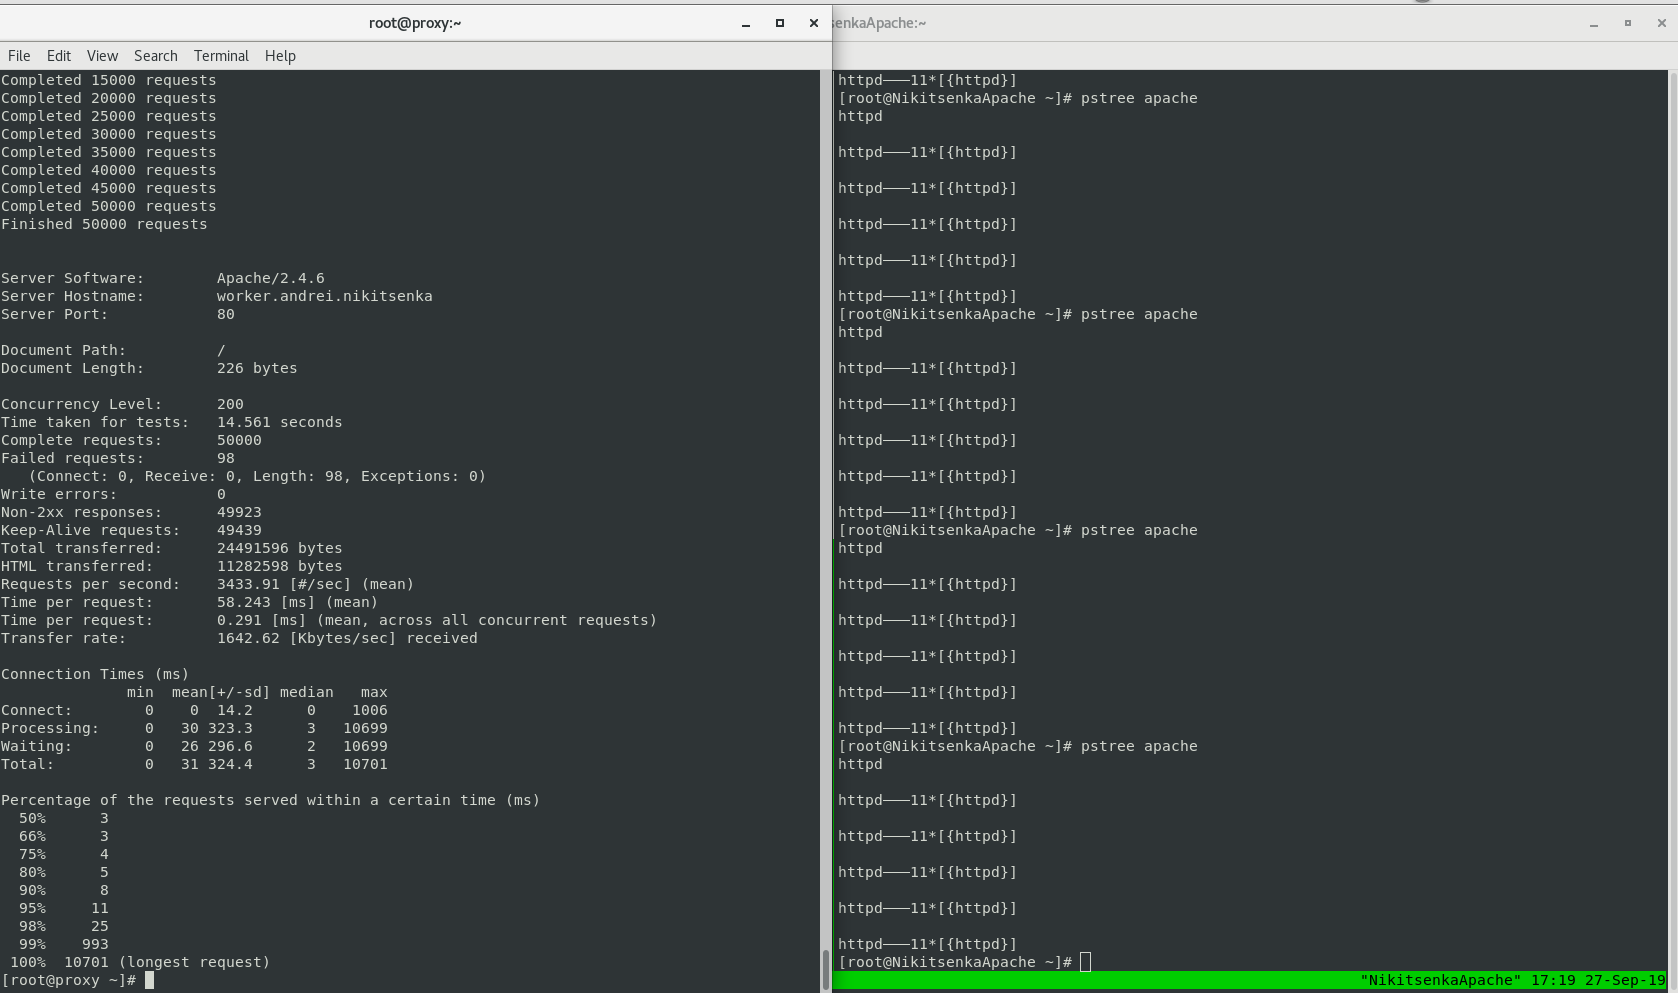 root@proxy:~
File Edit View Search Terminal Help
Completed 15000 requests
Completed 20000 requests
Completed 25000 requests
Completed 30000 requests
Completed 35000 requests
Completed 40000 requests
Completed 45000 requests
Completed 50000 requests
Finished 50000 requests
Server Software:        Apache/2.4.6
Server Hostname:        worker.andrei.nikitsenka
Server Port:            80
Document Path:          /
Document Length:        226 bytes
Concurrency Level:      200
Time taken for tests:   14.561 seconds
Complete requests:      50000
Failed requests:        98
   (Connect: 0, Receive: 0, Length: 98, Exceptions: 0)
Write errors:           0
Non-2xx responses:      49923
Keep-Alive requests:    49439
Total transferred:      24491596 bytes
HTML transferred:       11282598 bytes
Requests per second:    3433.91 [#/sec] (mean)
Time per request:       58.243 [ms] (mean)
Time per request:       0.291 [ms] (mean, across all concurrent requests)
Transfer rate:          1642.62 [Kbytes/sec] received
Connection Times (ms)
              min  mean[+/-sd] median   max
Connect:        0    0  14.2      0    1006
Processing:     0   30 323.3      3   10699
Waiting:        0   26 296.6      2   10699
Total:          0   31 324.4      3   10701
Percentage of the requests served within a certain time (ms)
  50%      3
  66%      3
  75%      4
  80%      5
  90%      8
  95%     11
  98%     25
  99%    993
 100%  10701 (longest request)
[root@proxy ~]#
senkaApache:~
httpd───11*[{httpd}]
[root@NikitsenkaApache ~]# pstree apache
httpd
httpd───11*[{httpd}]
httpd───11*[{httpd}]
httpd───11*[{httpd}]
httpd───11*[{httpd}]
httpd───11*[{httpd}]
[root@NikitsenkaApache ~]# pstree apache
httpd
httpd───11*[{httpd}]
httpd───11*[{httpd}]
httpd───11*[{httpd}]
httpd───11*[{httpd}]
httpd───11*[{httpd}]
[root@NikitsenkaApache ~]# pstree apache
httpd
httpd───11*[{httpd}]
httpd───11*[{httpd}]
httpd───11*[{httpd}]
httpd───11*[{httpd}]
httpd───11*[{httpd}]
[root@NikitsenkaApache ~]# pstree apache
httpd
httpd───11*[{httpd}]
httpd───11*[{httpd}]
httpd───11*[{httpd}]
httpd───11*[{httpd}]
httpd───11*[{httpd}]
[root@NikitsenkaApache ~]#
"NikitsenkaApache" 17:19 27-Sep-19